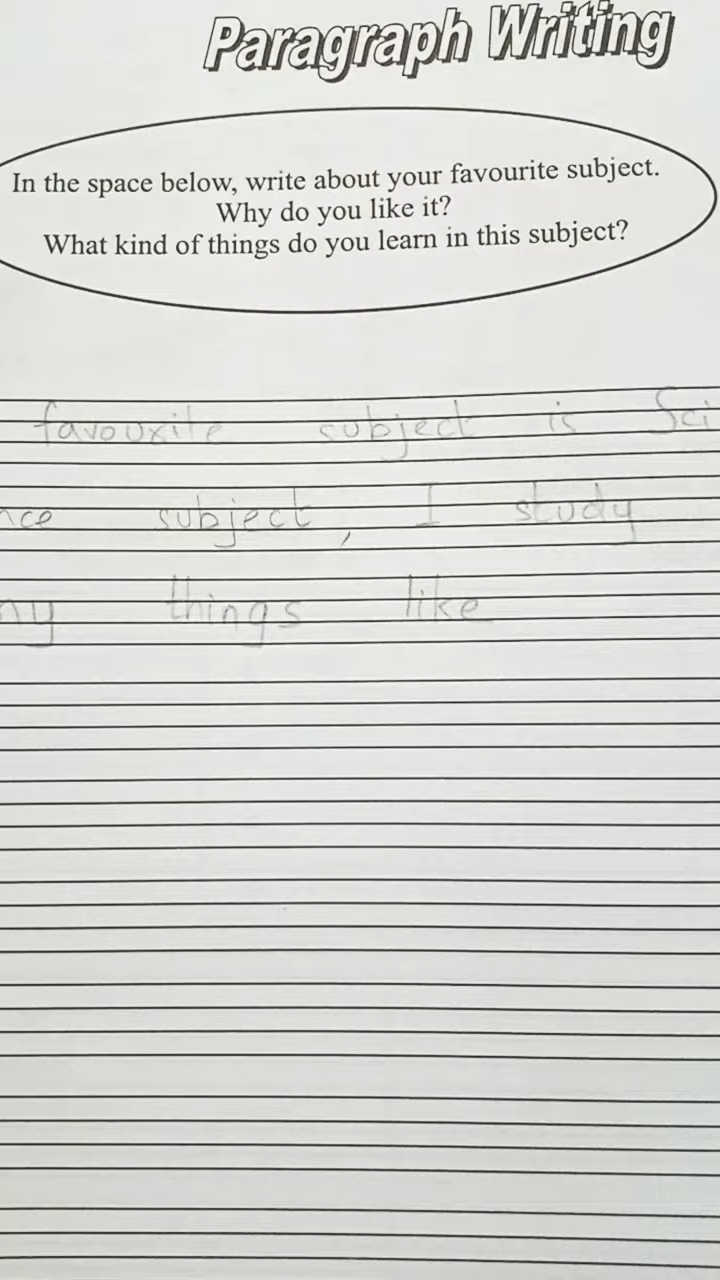 Paragraph Writing
In the space below, write about your favourite subject.
Why do you like it?
What kind of things do you learn in this subject?
favourite subject is Sci
nce subject, I study
ny things like